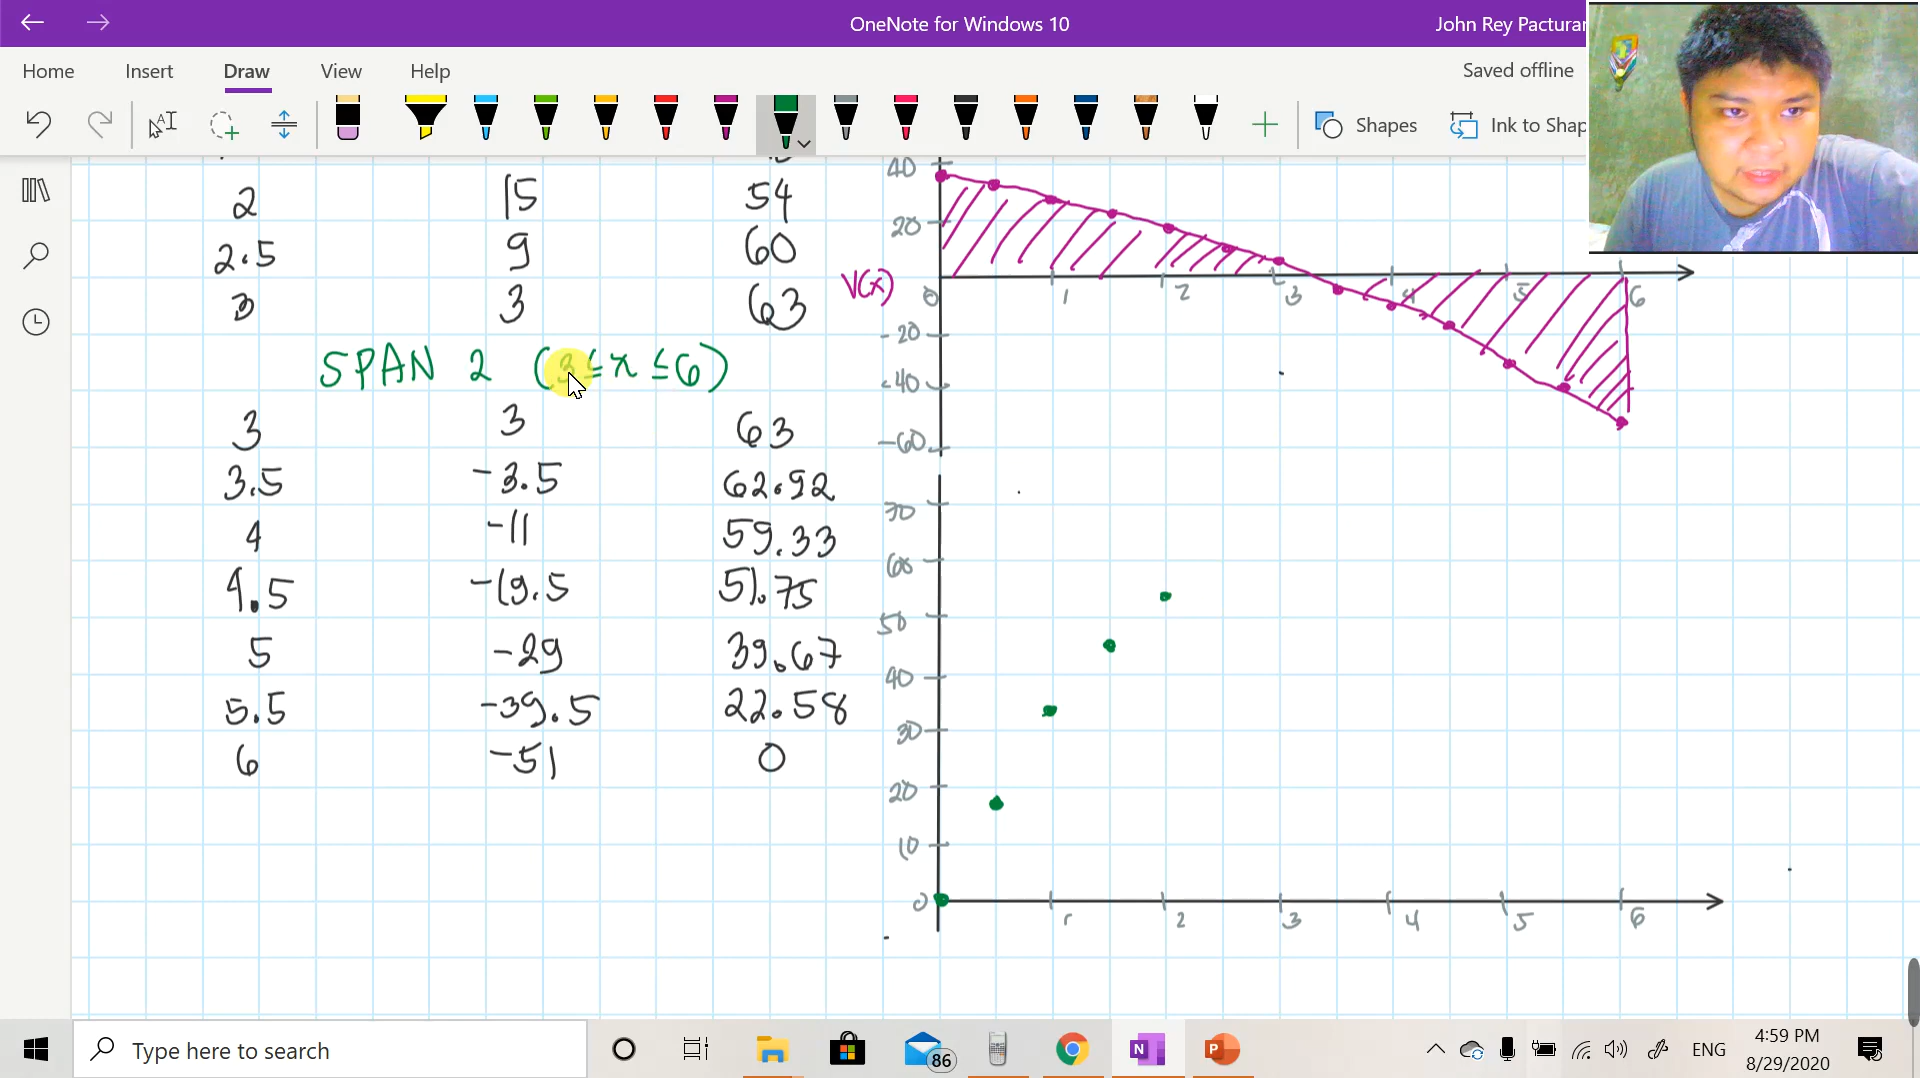 OneNote for Windows 10
John Rey Pacturan
Home Insert Draw View Help
Saved offline
Shapes
Ink to Shap
2 15 54
2.5 9 60
3 3 63
SPAN 2 (3≤x≤6)
3 3 63
3.5 -3.5 62.92
4 -11 59.33
4.5 -19.5 51.75
5 -29 39.67
5.5 -39.5 22.58
6 -51 0
40
20
V(x)
0 1 2 3 4 5 6
-20
-40
-60
70
60
50
40
30
20
10
0
1 2 3 4 5 6
Type here to search
86
ENG
4:59 PM
8/29/2020